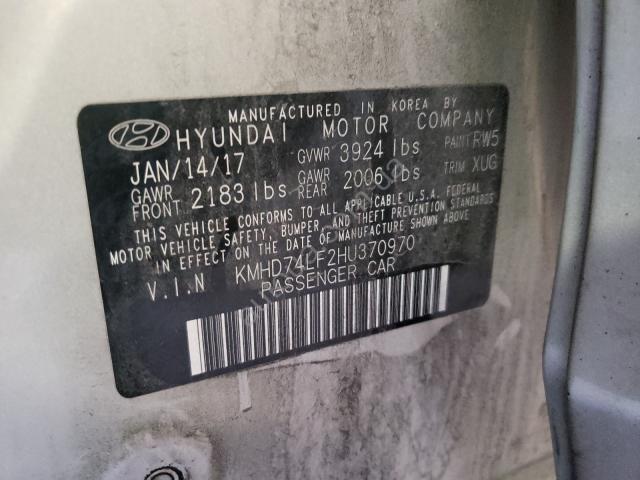 MANUFACTURED IN KOREA BY
HYUNDAI MOTOR COMPANY
JAN/14/17 GVWR 3924 lbs PAINT RW5
GAWR FRONT 2183 lbs GAWR REAR 2006 lbs TRIM XUG
THIS VEHICLE CONFORMS TO ALL APPLICABLE U.S.A. FEDERAL
MOTOR VEHICLE SAFETY, BUMPER, AND THEFT PREVENTION STANDARDS
IN EFFECT ON THE DATE OF MANUFACTURE SHOWN ABOVE
V.I.N KMHD74LF2HU370970
PASSENGER CAR